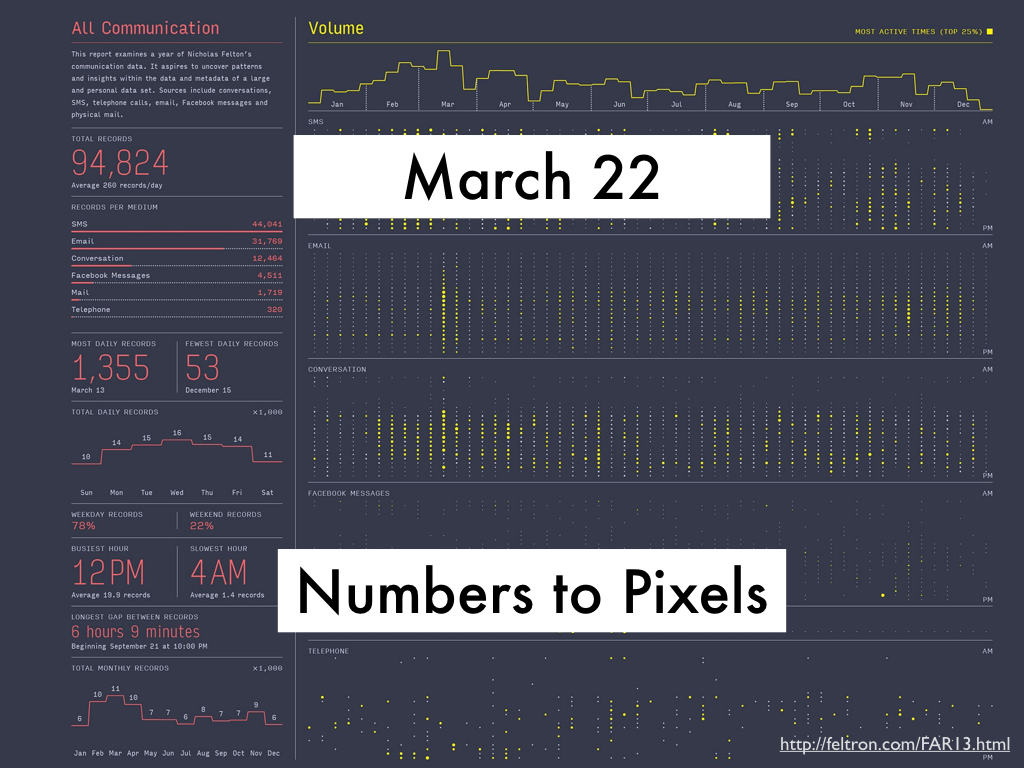 All Communication
This report examines a year of Nicholas Felton's
communication data. It aspires to uncover patterns
and insights within the data and metadata of a large
and personal data set. Sources include conversations,
SMS, telephone calls, email, Facebook messages and
physical mail.
TOTAL RECORDS
94,824
Average 260 records/day
RECORDS PER MEDIUM
SMS 44,041
Email 31,769
Conversation 12,464
Facebook Messages 4,511
Mail 1,719
Telephone 320
MOST DAILY RECORDS FEWEST DAILY RECORDS
1,355 53
March 13 December 15
TOTAL DAILY RECORDS ×1,000
10 14 15 16 15 14 11
Sun Mon Tue Wed Thu Fri Sat
WEEKDAY RECORDS WEEKEND RECORDS
78% 22%
BUSIEST HOUR SLOWEST HOUR
12PM 4AM
Average 19.9 records Average 1.4 records
LONGEST GAP BETWEEN RECORDS
6 hours 9 minutes
Beginning September 21 at 10:00 PM
TOTAL MONTHLY RECORDS ×1,000
6 10 11 10 7 7 6 8 7 7 9 6
Jan Feb Mar Apr May Jun Jul Aug Sep Oct Nov Dec
Volume
MOST ACTIVE TIMES (TOP 25%)
Jan Feb Mar Apr May Jun Jul Aug Sep Oct Nov Dec
SMS AM
March 22
PM
EMAIL AM
PM
CONVERSATION AM
PM
FACEBOOK MESSAGES AM
Numbers to Pixels
PM
TELEPHONE AM
http://feltron.com/FAR13.html
PM